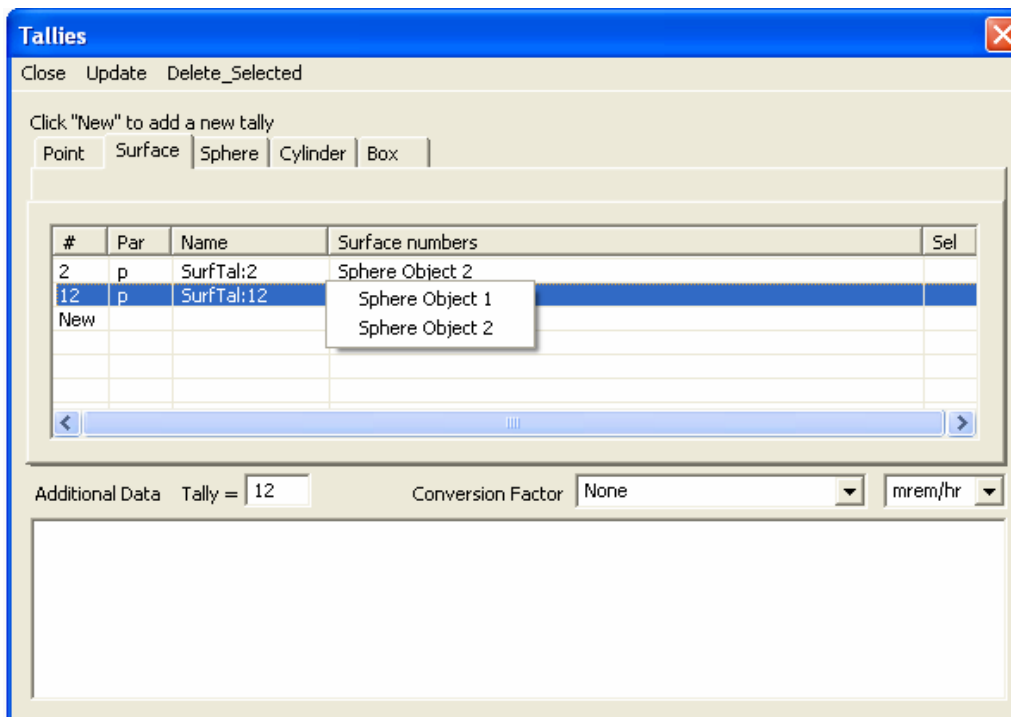 Tallies
Close Update Delete_Selected
Click "New" to add a new tally
Point Surface Sphere Cylinder Box
# Par Name Surface numbers Sel
2 p SurfTal:2 Sphere Object 2
12 p SurfTal:12 Sphere Object 1
New Sphere Object 2
Additional Data Tally = 12 Conversion Factor None mrem/hr